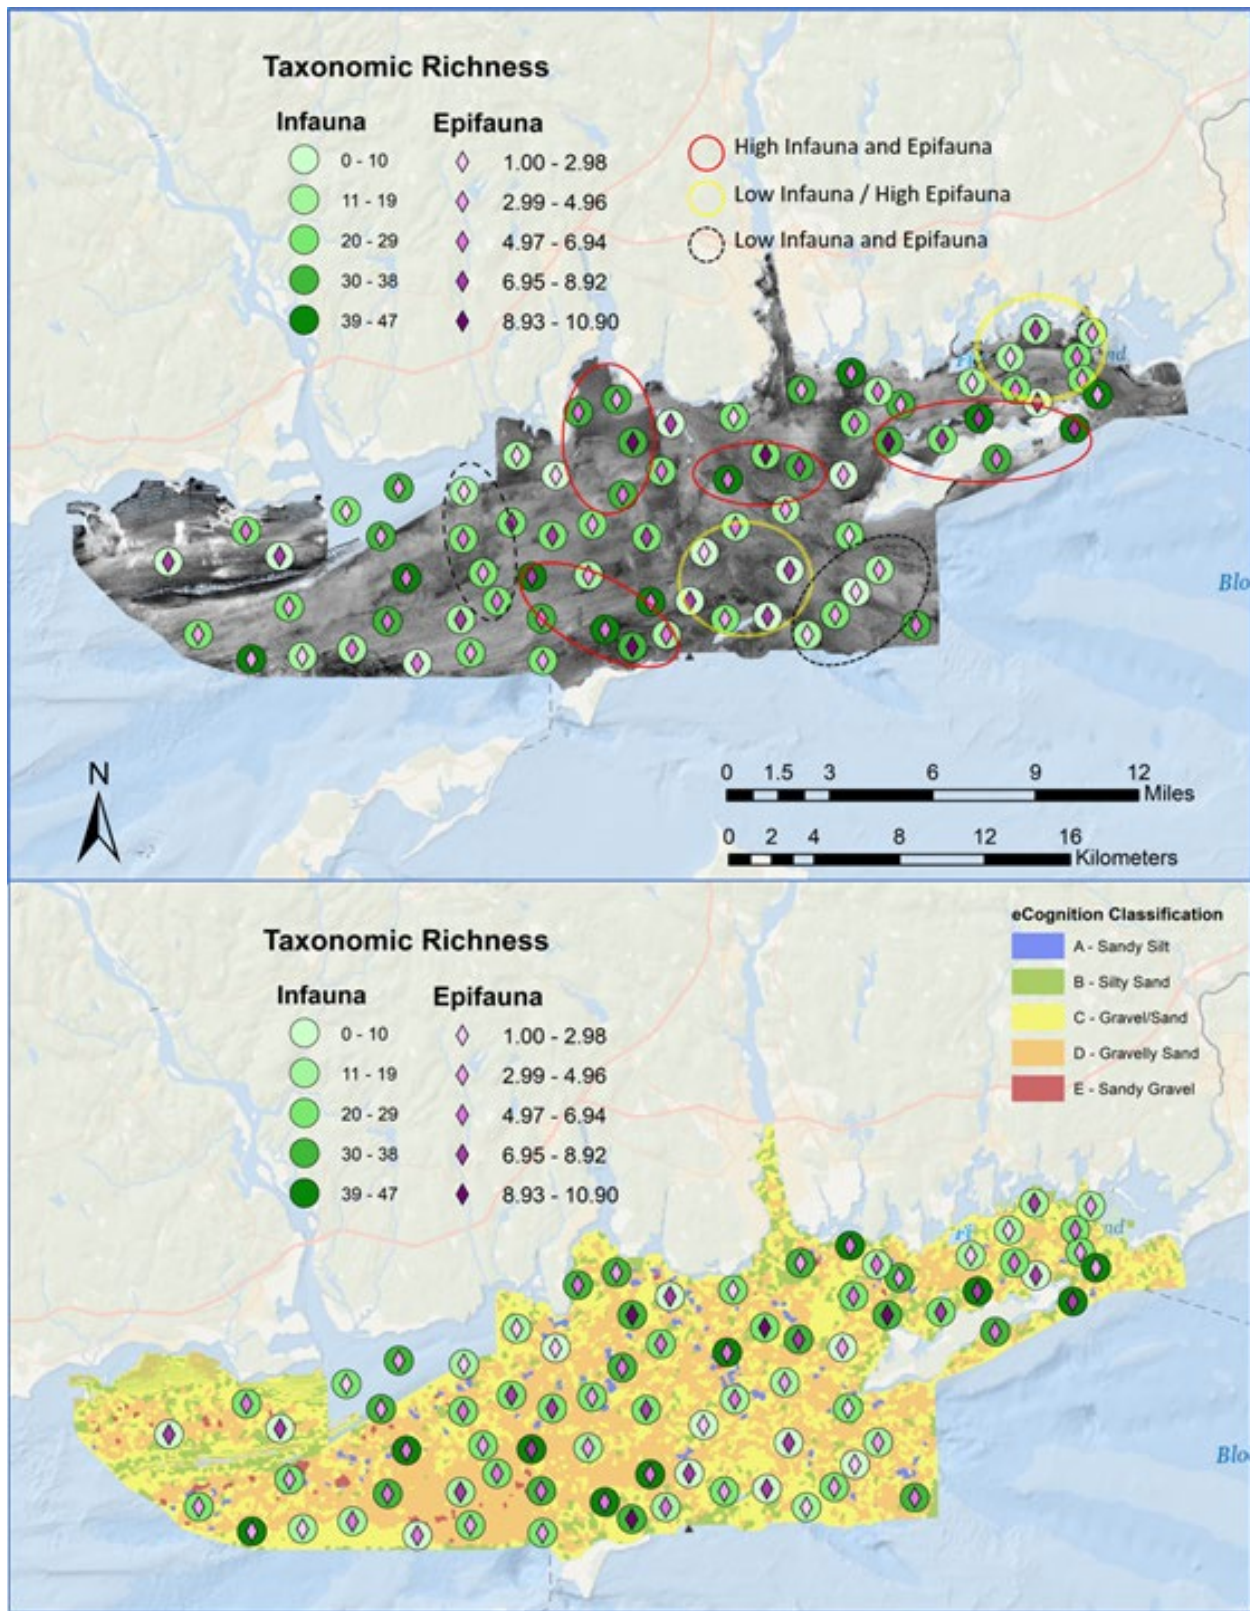 Taxonomic Richness
Infauna Epifauna
0 - 10 1.00 - 2.98
11 - 19 2.99 - 4.96
20 - 29 4.97 - 6.94
30 - 38 6.95 - 8.92
39 - 47 8.93 - 10.90
High Infauna and Epifauna
Low Infauna / High Epifauna
Low Infauna and Epifauna
nd
Blo
N
0 1.5 3 6 9 12
Miles
0 2 4 8 12 16
Kilometers
Taxonomic Richness
Infauna Epifauna
0 - 10 1.00 - 2.98
11 - 19 2.99 - 4.96
20 - 29 4.97 - 6.94
30 - 38 6.95 - 8.92
39 - 47 8.93 - 10.90
eCognition Classification
A - Sandy Silt
B - Silty Sand
C - Gravel/Sand
D - Gravelly Sand
E - Sandy Gravel
nd
Blo